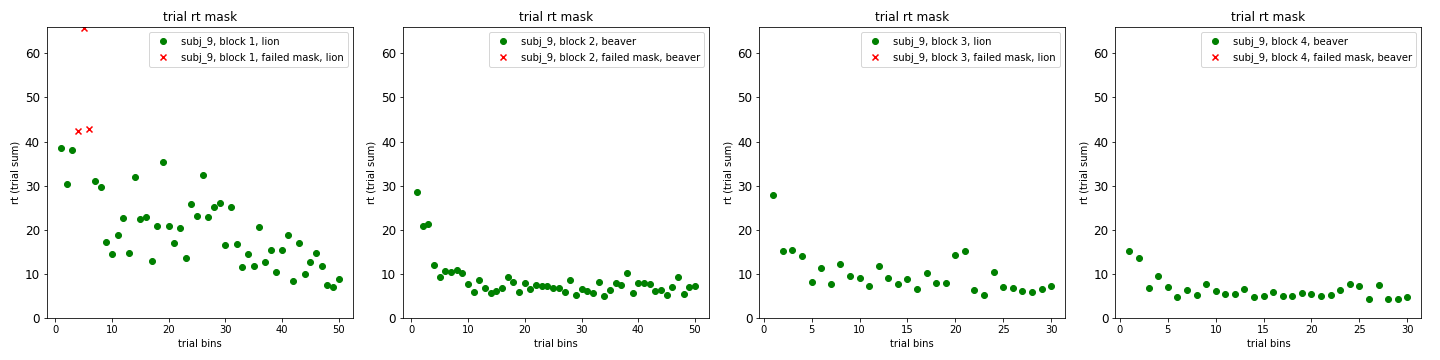 trial rt mask
subj_9, block 1, lion
subj_9, block 1, failed mask, lion
rt (trial sum)
60
50
40
30
20
10
0
0 10 20 30 40 50
trial bins
trial rt mask
subj_9, block 2, beaver
subj_9, block 2, failed mask, beaver
rt (trial sum)
60
50
40
30
20
10
0
0 10 20 30 40 50
trial bins
trial rt mask
subj_9, block 3, lion
subj_9, block 3, failed mask, lion
rt (trial sum)
60
50
40
30
20
10
0
0 5 10 15 20 25 30
trial bins
trial rt mask
subj_9, block 4, beaver
subj_9, block 4, failed mask, beaver
rt (trial sum)
60
50
40
30
20
10
0
0 5 10 15 20 25 30
trial bins